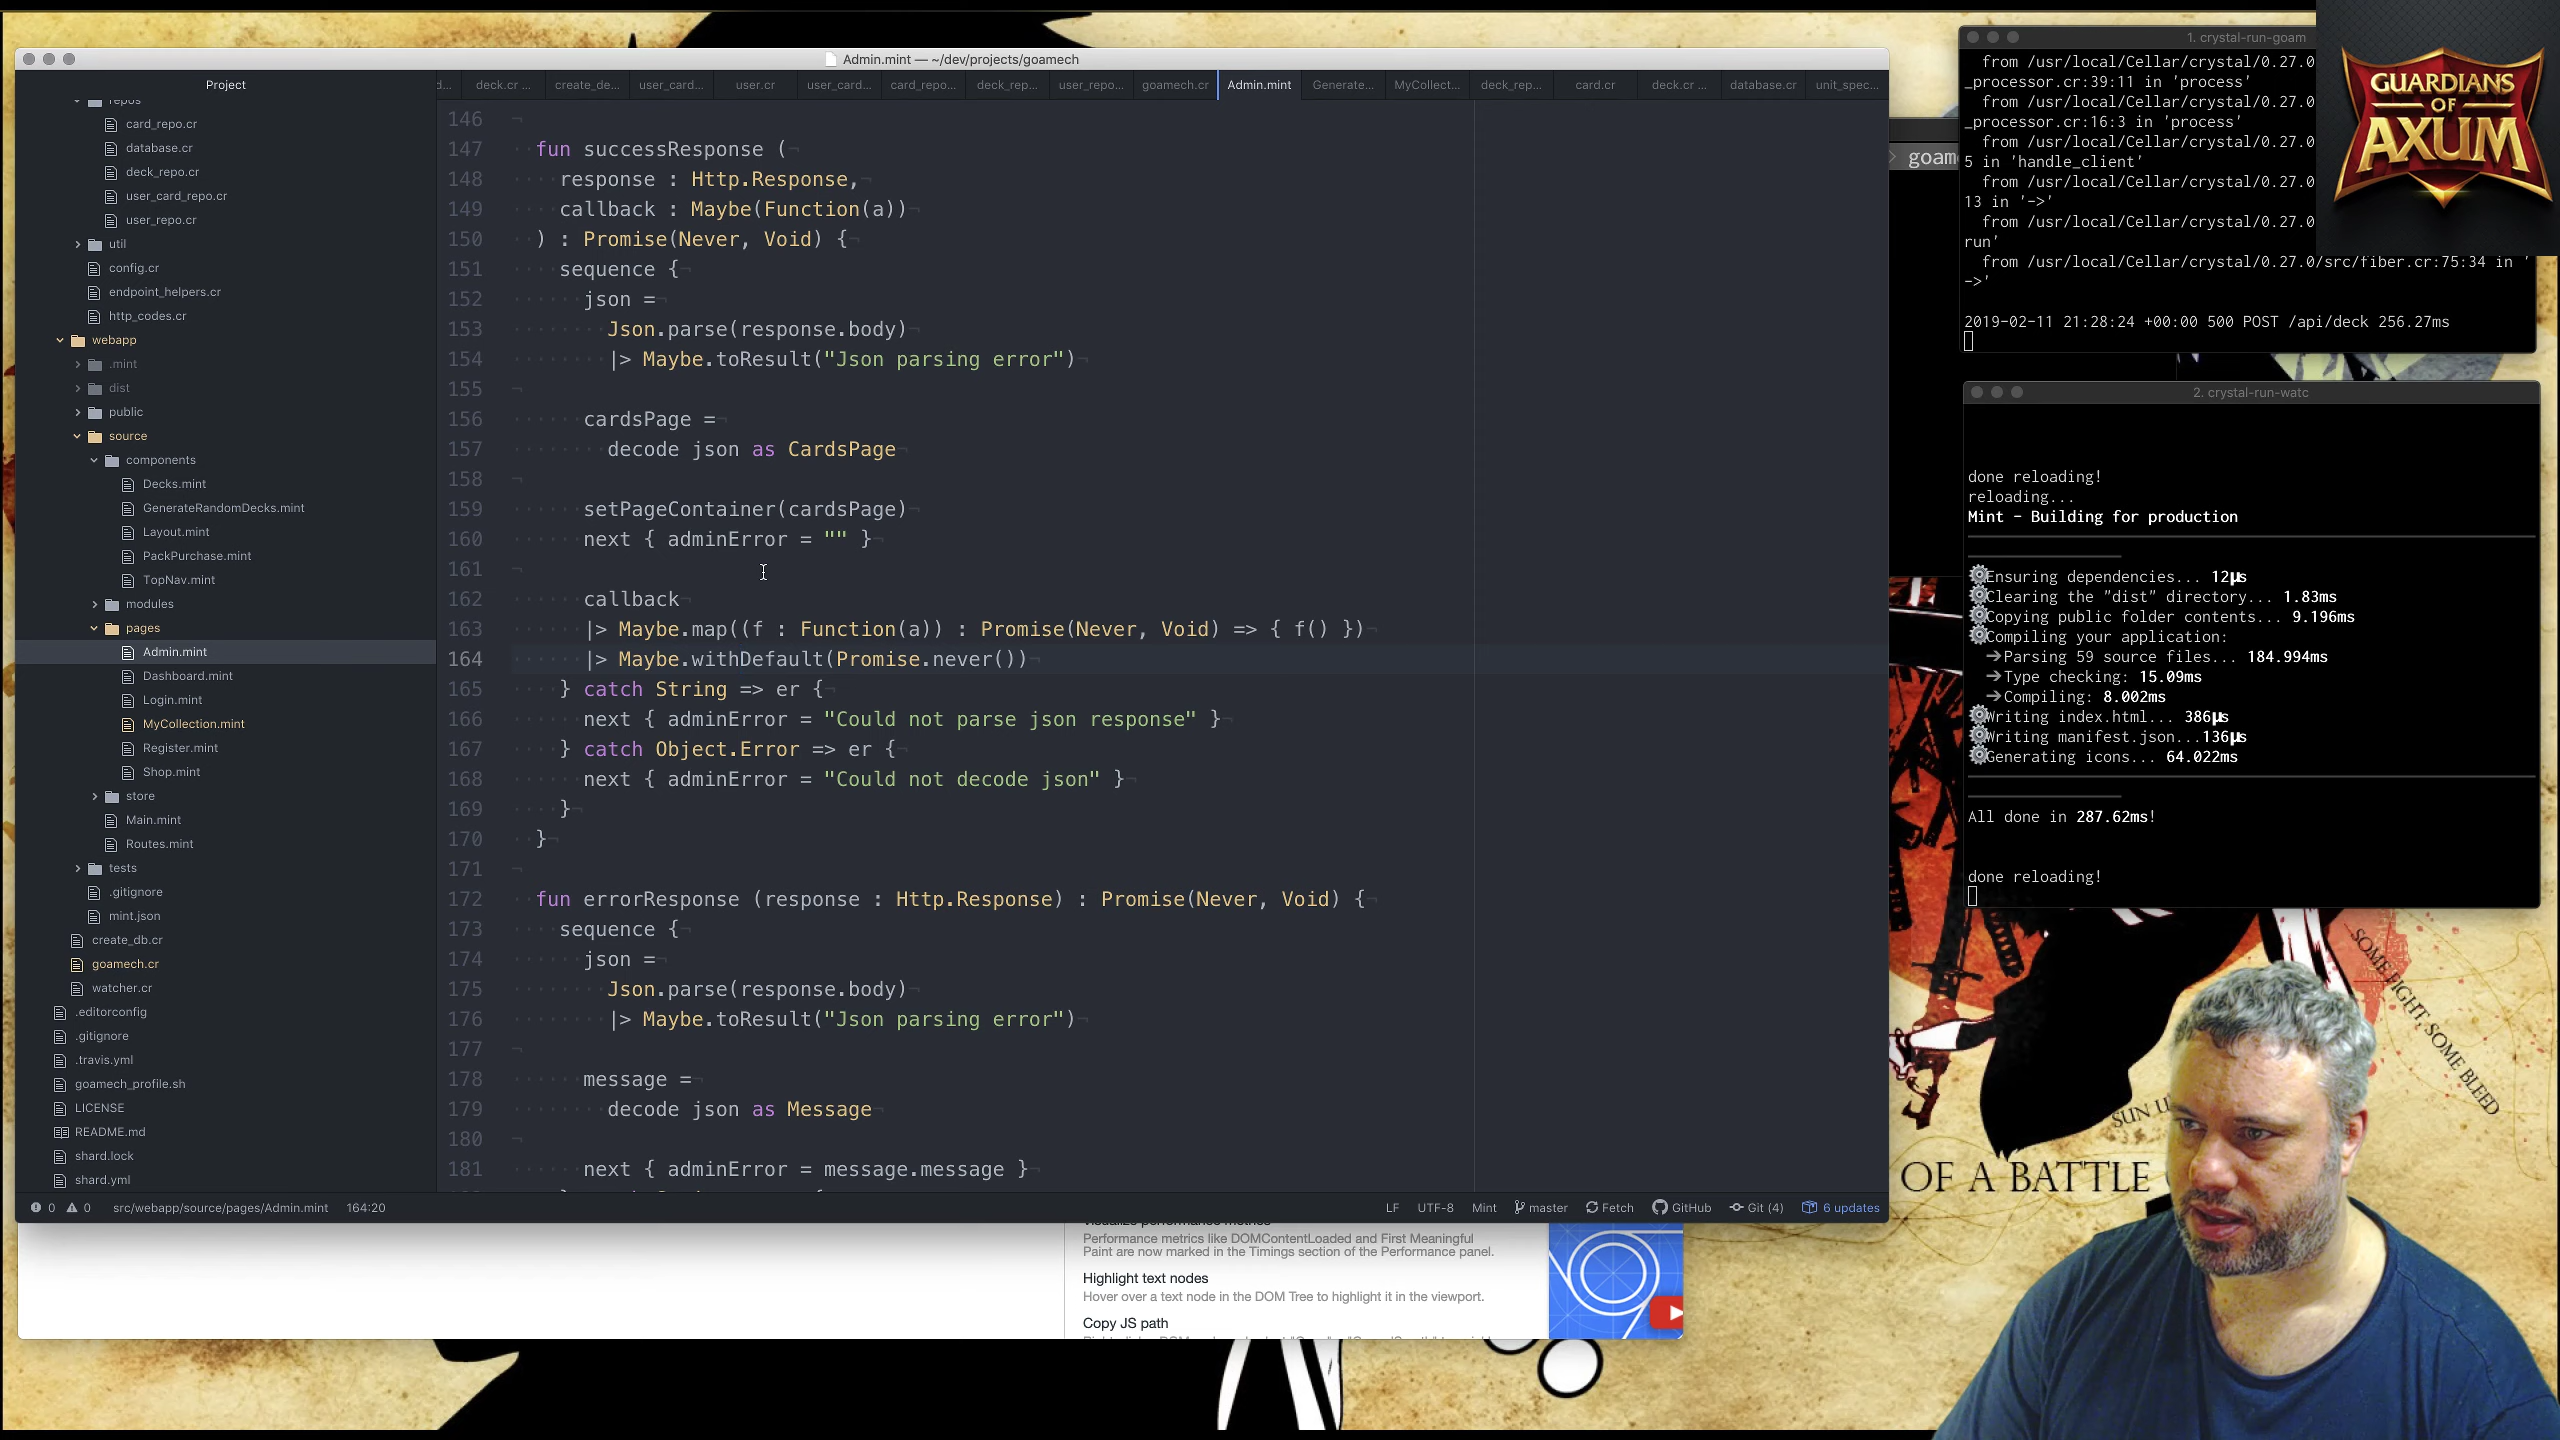 Admin.mint — ~/dev/projects/goamech
Project
repos
card_repo.cr
database.cr
deck_repo.cr
user_card_repo.cr
user_repo.cr
util
config.cr
endpoint_helpers.cr
http_codes.cr
webapp
.mint
dist
public
source
components
Decks.mint
GenerateRandomDecks.mint
Layout.mint
PackPurchase.mint
TopNav.mint
modules
pages
Admin.mint
Dashboard.mint
Login.mint
MyCollection.mint
Register.mint
Shop.mint
store
Main.mint
Routes.mint
tests
.gitignore
mint.json
create_db.cr
goamech.cr
watcher.cr
.editorconfig
.gitignore
.travis.yml
goamech_profile.sh
LICENSE
README.md
shard.lock
shard.yml
d... deck.cr ... create_de... user_card... user.cr user_card... card_repo... deck_rep... user_repo... goamech.cr Admin.mint Generate... MyCollect... deck_rep... card.cr deck.cr ... database.cr unit_spec...
146
147 fun successResponse (
148 response : Http.Response,
149 callback : Maybe(Function(a))
150 ) : Promise(Never, Void) {
151 sequence {
152 json =
153 Json.parse(response.body)
154 |> Maybe.toResult("Json parsing error")
155
156 cardsPage =
157 decode json as CardsPage
158
159 setPageContainer(cardsPage)
160 next { adminError = "" }
161
162 callback
163 |> Maybe.map((f : Function(a)) : Promise(Never, Void) => { f() })
164 |> Maybe.withDefault(Promise.never())
165 } catch String => er {
166 next { adminError = "Could not parse json response" }
167 } catch Object.Error => er {
168 next { adminError = "Could not decode json" }
169 }
170 }
171
172 fun errorResponse (response : Http.Response) : Promise(Never, Void) {
173 sequence {
174 json =
175 Json.parse(response.body)
176 |> Maybe.toResult("Json parsing error")
177
178 message =
179 decode json as Message
180
181 next { adminError = message.message }
0 0 src/webapp/source/pages/Admin.mint 164:20 LF UTF-8 Mint master Fetch GitHub Git (4) 6 updates
Performance metrics like DOMContentLoaded and First Meaningful
Paint are now marked in the Timings section of the Performance panel.
Highlight text nodes
Hover over a text node in the DOM Tree to highlight it in the viewport.
Copy JS path
goam
1. crystal-run-goam
from /usr/local/Cellar/crystal/0.27.0
_processor.cr:39:11 in 'process'
from /usr/local/Cellar/crystal/0.27.0
_processor.cr:16:3 in 'process'
from /usr/local/Cellar/crystal/0.27.0
5 in 'handle_client'
from /usr/local/Cellar/crystal/0.27.0
13 in '->'
from /usr/local/Cellar/crystal/0.27.0
run'
from /usr/local/Cellar/crystal/0.27.0/src/fiber.cr:75:34 in '
->'
2019-02-11 21:28:24 +00:00 500 POST /api/deck 256.27ms
GUARDIANS
OF
AXUM
2. crystal-run-watc
done reloading!
reloading...
Mint - Building for production
Ensuring dependencies... 12μs
Clearing the "dist" directory... 1.83ms
Copying public folder contents... 9.196ms
Compiling your application:
Parsing 59 source files... 184.994ms
Type checking: 15.09ms
Compiling: 8.002ms
Writing index.html... 386μs
Writing manifest.json...136μs
Generating icons... 64.022ms
All done in 287.62ms!
done reloading!
SOME FIGHT, SOME BLEED
SUN U
OF A BATTLE